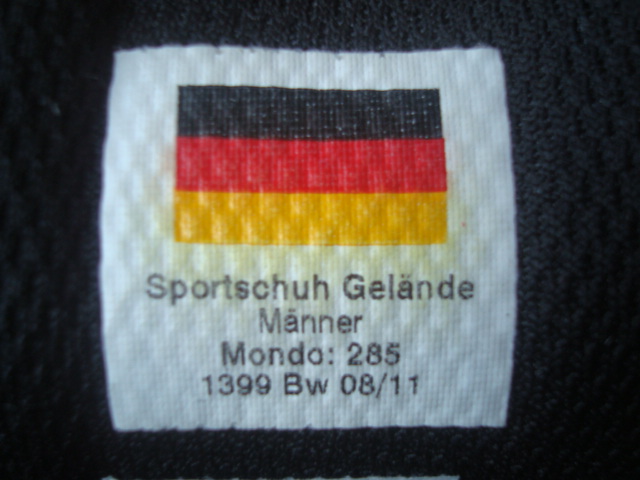 Sportschuh Gelände
Männer
Mondo: 285
1399 Bw 08/11